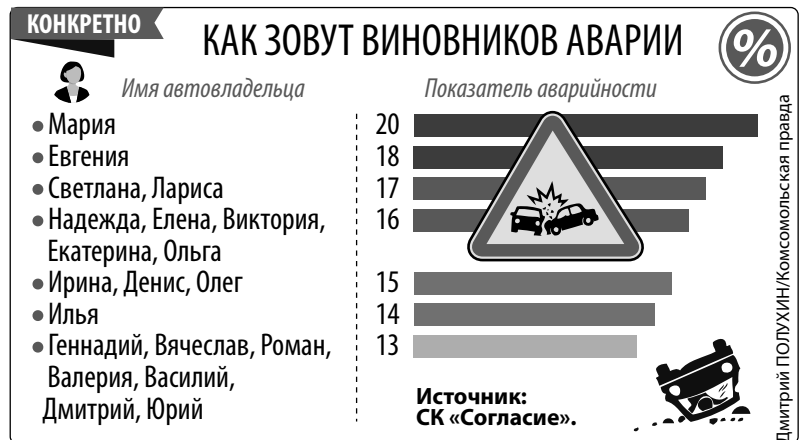 КОНКРЕТНО
КАК ЗОВУТ ВИНОВНИКОВ АВАРИИ
%
Имя автовладельца
Показатель аварийности
• Мария 20
• Евгения 18
• Светлана, Лариса 17
• Надежда, Елена, Виктория, 16
Екатерина, Ольга
• Ирина, Денис, Олег 15
• Илья 14
• Геннадий, Вячеслав, Роман, 13
Валерия, Василий,
Дмитрий, Юрий
Источник:
СК «Согласие».
Дмитрий ПОЛУХИН/Комсомольская правда